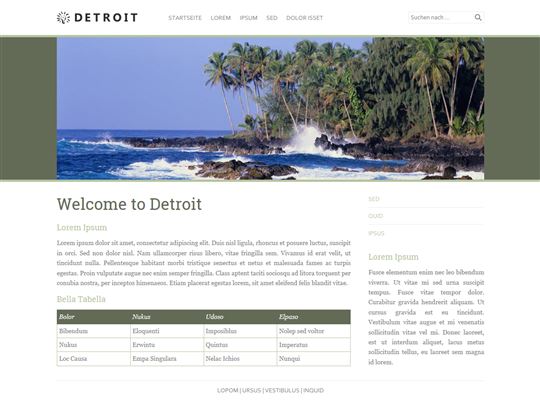 DETROIT
STARTSEITE LOREM IPSUM SED DOLOR ISSET
Suchen nach ...
Welcome to Detroit
Lorem Ipsum
Lorem ipsum dolor sit amet, consectetur adipiscing elit. Duis nisl ligula, rhoncus et posuere luctus, suscipit
in orci. Sed non dolor nisl. Nam ullamcorper risus libero, vitae fringilla sem. Vivamus id erat velit, ut
tincidunt nulla. Pellentesque habitant morbi tristique senectus et netus et malesuada fames ac turpis
egestas. Proin vulputate augue nec enim semper fringilla. Class aptent taciti sociosqu ad litora torquent per
conubia nostra, per inceptos himenaeos. Etiam placerat egestas lorem, sit amet eleifend felis blandit vitae.
Bella Tabella
Bolor Nukus Udoso Elpaso
Bibendum Eloquenti Imposiblus Nolep sed voltur
Nukus Erwintu Quintus Imperatus
Loc Causa Empa Singulara Nelac Ichios Nunqui
SED
QUID
IPSUS
Lorem Ipsum
Fusce elementum enim nec leo bibendum
viverra. Ut vitae mi sed urna suscipit
tempus. Fusce vitae tempor dolor.
Curabitur gravida hendrerit aliquam. Ut
cursus gravida est eu tincidunt.
Vestibulum vitae augue et mi venenatis
sollicitudin vitae vel mi. Donec laoreet,
est ut interdum aliquet, lacus metus
sollicitudin tellus, eu laoreet sem magna
id lorem.
LOPOM | URSUS | VESTIBULUS | INQUID